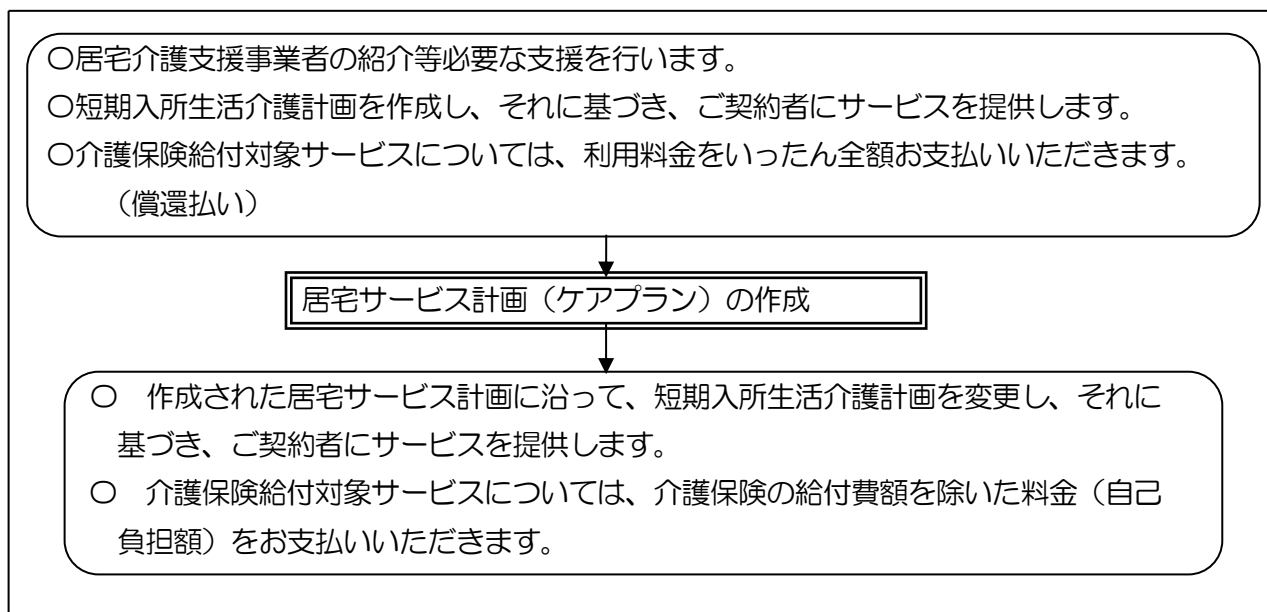 〇居宅介護支援事業者の紹介等必要な支援を行います。
〇短期入所生活介護計画を作成し、それに基づき、ご契約者にサービスを提供します。
〇介護保険給付対象サービスについては、利用料金をいったん全額お支払いいただきます。
（償還払い）
居宅サービス計画（ケアプラン）の作成
〇　作成された居宅サービス計画に沿って、短期入所生活介護計画を変更し、それに
基づき、ご契約者にサービスを提供します。
〇　介護保険給付対象サービスについては、介護保険の給付費額を除いた料金（自己
負担額）をお支払いいただきます。